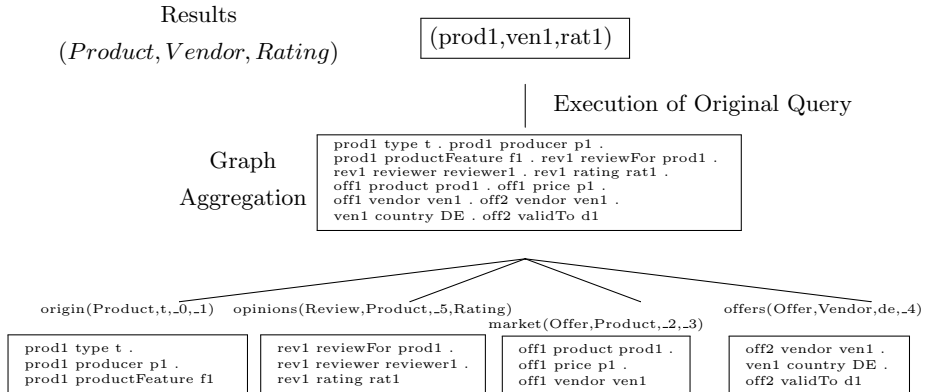 Results
(Product, Vendor, Rating)
(prod1,ven1,rat1)
Execution of Original Query
Graph
Aggregation
prod1 type t . prod1 producer p1 .
prod1 productFeature f1 . rev1 reviewFor prod1 .
rev1 reviewer reviewer1 . rev1 rating rat1 .
off1 product prod1 . off1 price p1 .
off1 vendor ven1 . off2 vendor ven1 .
ven1 country DE . off2 validTo d1
origin(Product,t,_0,_1)
opinions(Review,Product,_5,Rating)
market(Offer,Product,_2,_3)
offers(Offer,Vendor,de,_4)
prod1 type t .
prod1 producer p1 .
prod1 productFeature f1
rev1 reviewFor prod1 .
rev1 reviewer reviewer1 .
rev1 rating rat1
off1 product prod1 .
off1 price p1 .
off1 vendor ven1
off2 vendor ven1 .
ven1 country DE .
off2 validTo d1